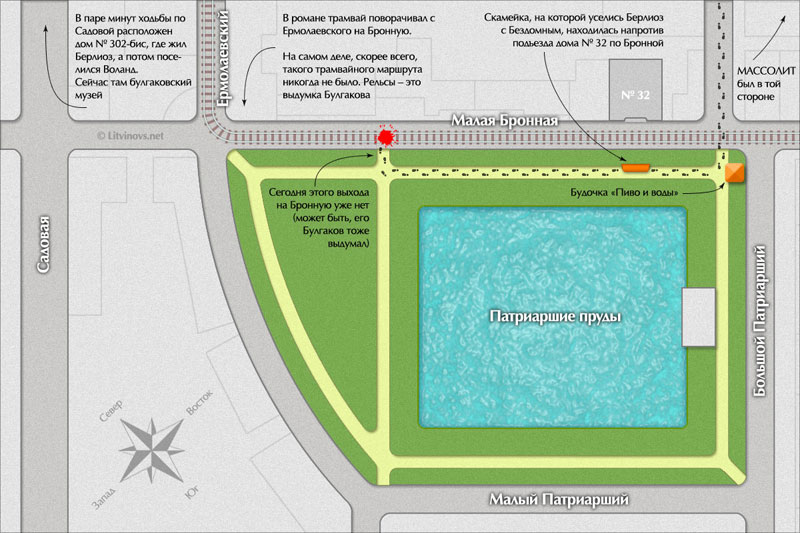 В паре минут ходьбы по
Садовой расположен
дом № 302-бис, где жил
Берлиоз, а потом посе-
лился Воланд.
Сейчас там булгаковский
музей
Ермолаевский
В романе трамвай поворачивал с
Ермолаевского на Бронную.
На самом деле, скорее всего,
такого трамвайного маршрута
никогда не было. Рельсы – это
выдумка Булгакова
Скамейка, на которой уселись Берлиоз
с Бездомным, находилась напротив
подъезда дома № 32 по Бронной
№ 32
МАССОЛИТ
был в той
стороне
© Litvinovs.net
Малая Бронная
Сегодня этого выхода
на Бронную уже нет
(может быть, его
Булгаков тоже
выдумал)
Будочка «Пиво и воды»
Садовая
Патриаршие пруды
Большой Патриарший
Север
Восток
Запад
Юг
Малый Патриарший